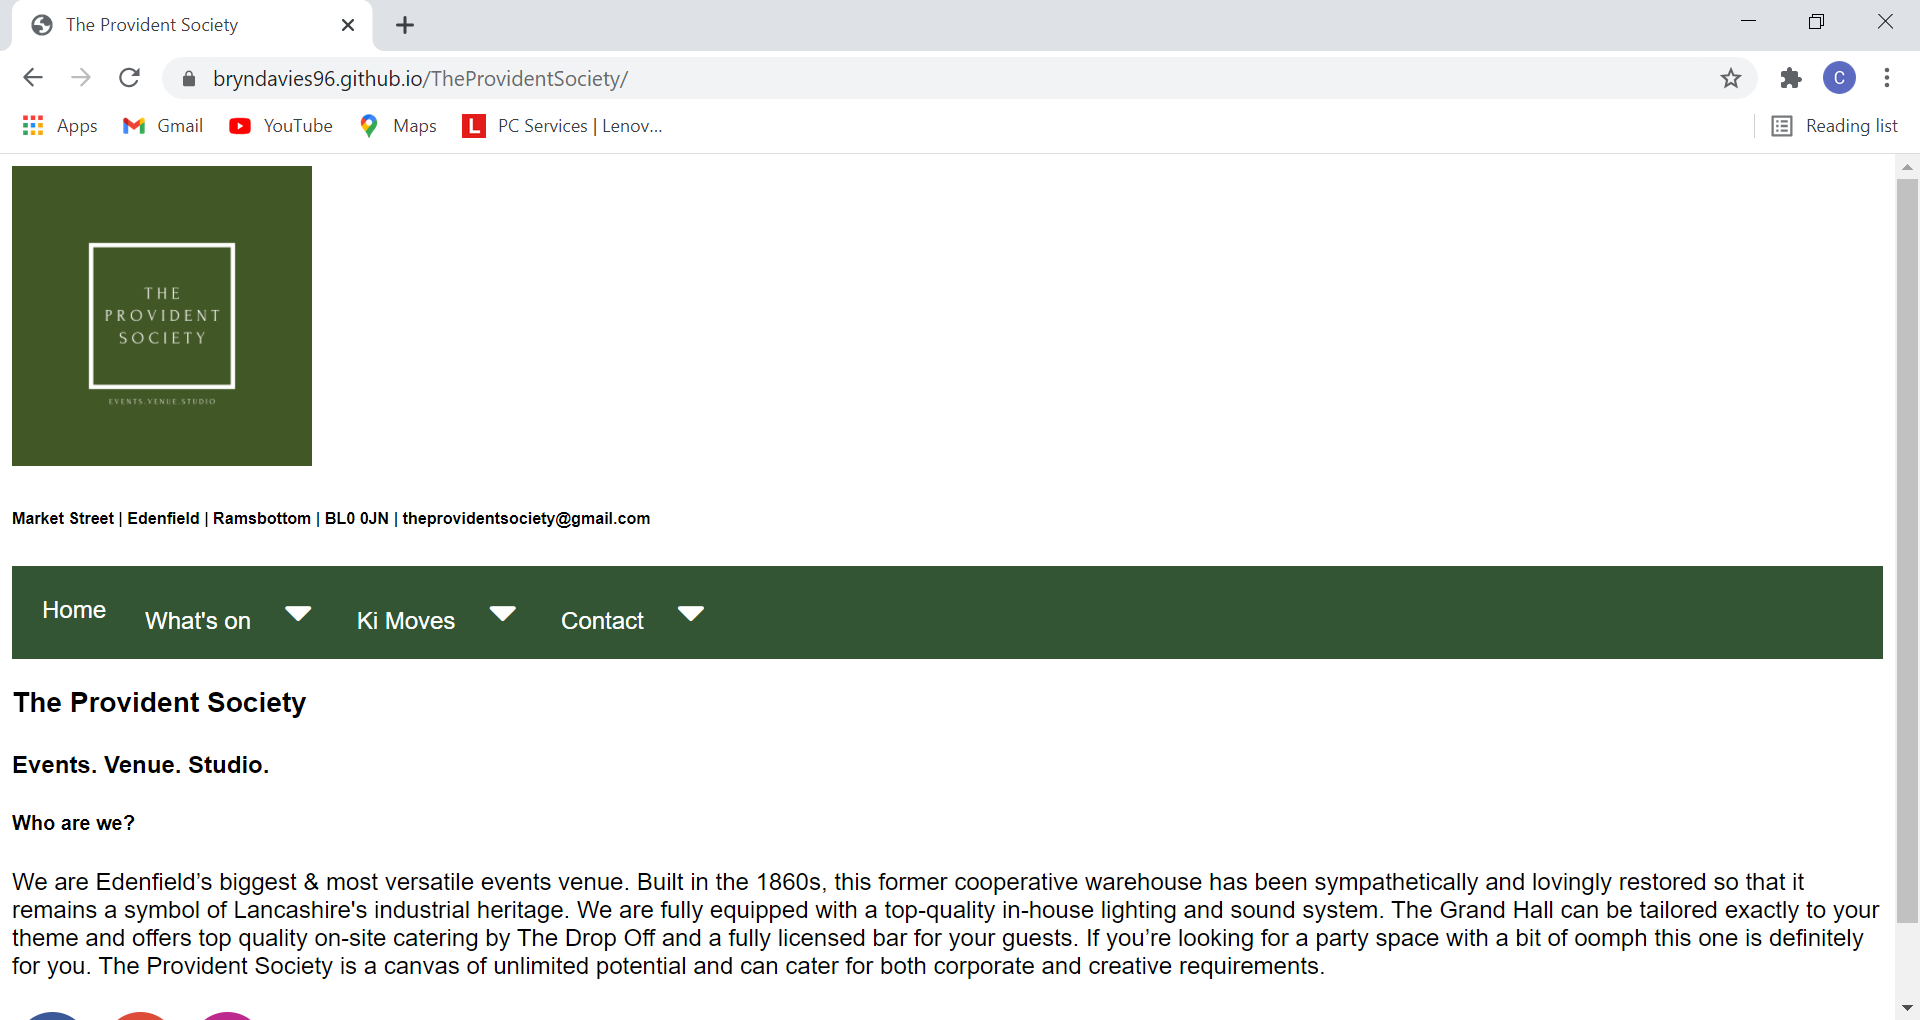 The Provident Society
bryndavies96.github.io/TheProvidentSociety/
C
Apps Gmail YouTube Maps L PC Services | Lenov... Reading list
THE
PROVIDENT
SOCIETY
EVENTS.VENUE.STUDIO
Market Street | Edenfield | Ramsbottom | BL0 0JN | theprovidentsociety@gmail.com
Home What's on Ki Moves Contact
The Provident Society
Events. Venue. Studio.
Who are we?
We are Edenfield’s biggest & most versatile events venue. Built in the 1860s, this former cooperative warehouse has been sympathetically and lovingly restored so that it
remains a symbol of Lancashire's industrial heritage. We are fully equipped with a top-quality in-house lighting and sound system. The Grand Hall can be tailored exactly to your
theme and offers top quality on-site catering by The Drop Off and a fully licensed bar for your guests. If you’re looking for a party space with a bit of oomph this one is definitely
for you. The Provident Society is a canvas of unlimited potential and can cater for both corporate and creative requirements.